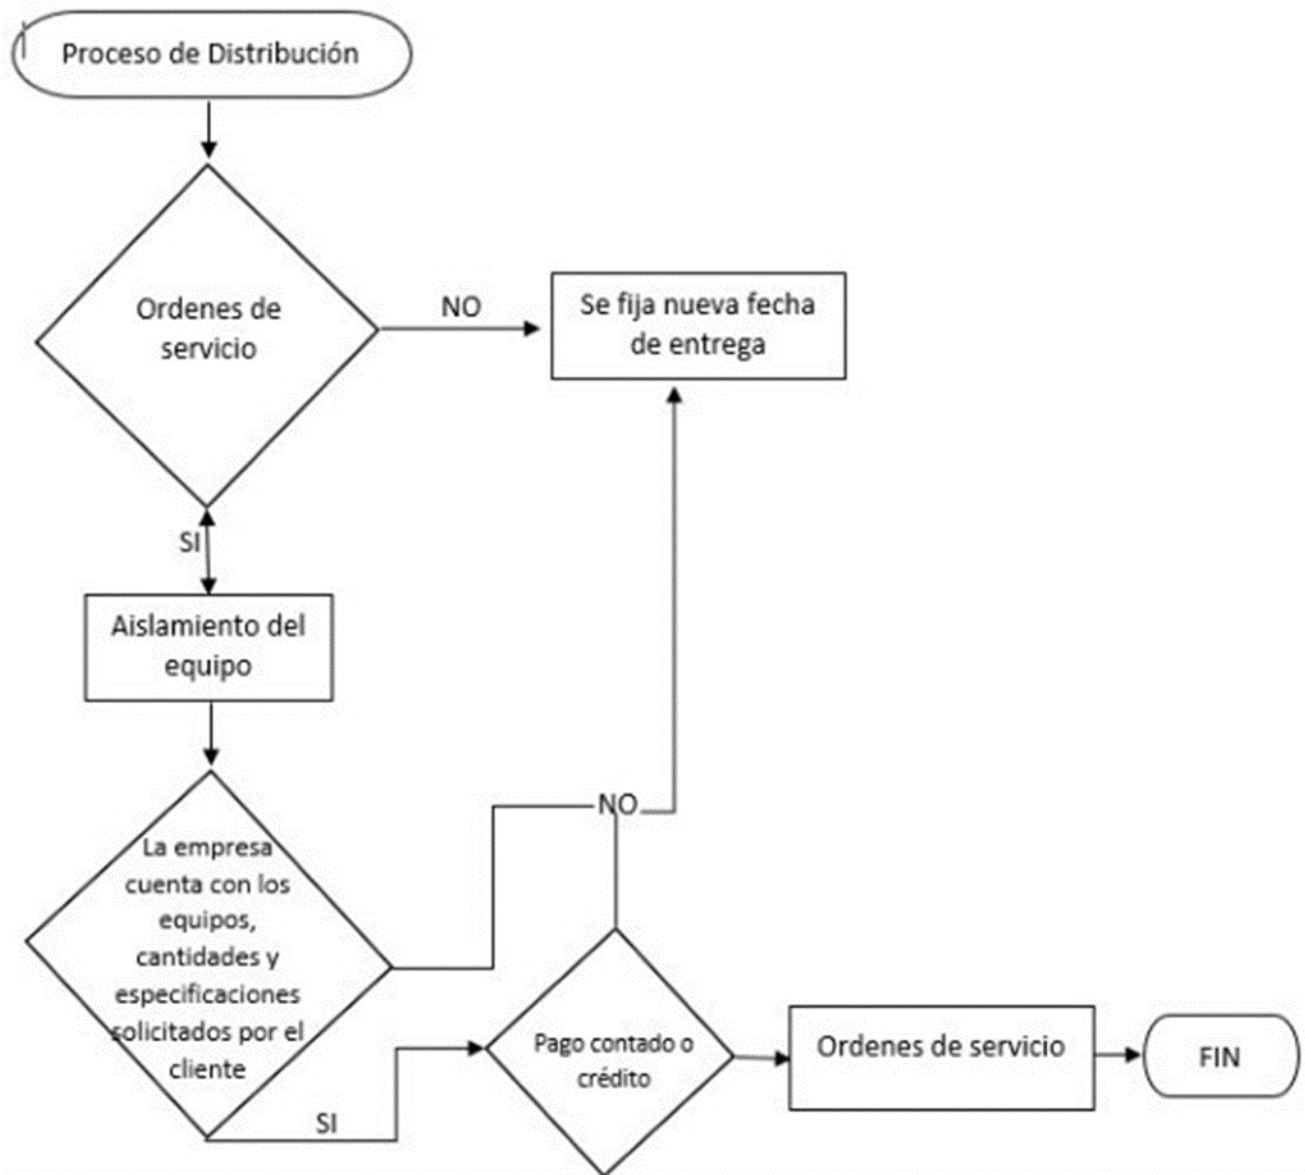 Proceso de Distribución
Ordenes de
servicio
NO
Se fija nueva fecha
de entrega
SI
Aislamiento del
equipo
NO
La empresa
cuenta con los
equipos,
cantidades y
especificaciones
solicitados por el
cliente
SI
Pago contado o
crédito
Ordenes de servicio
FIN